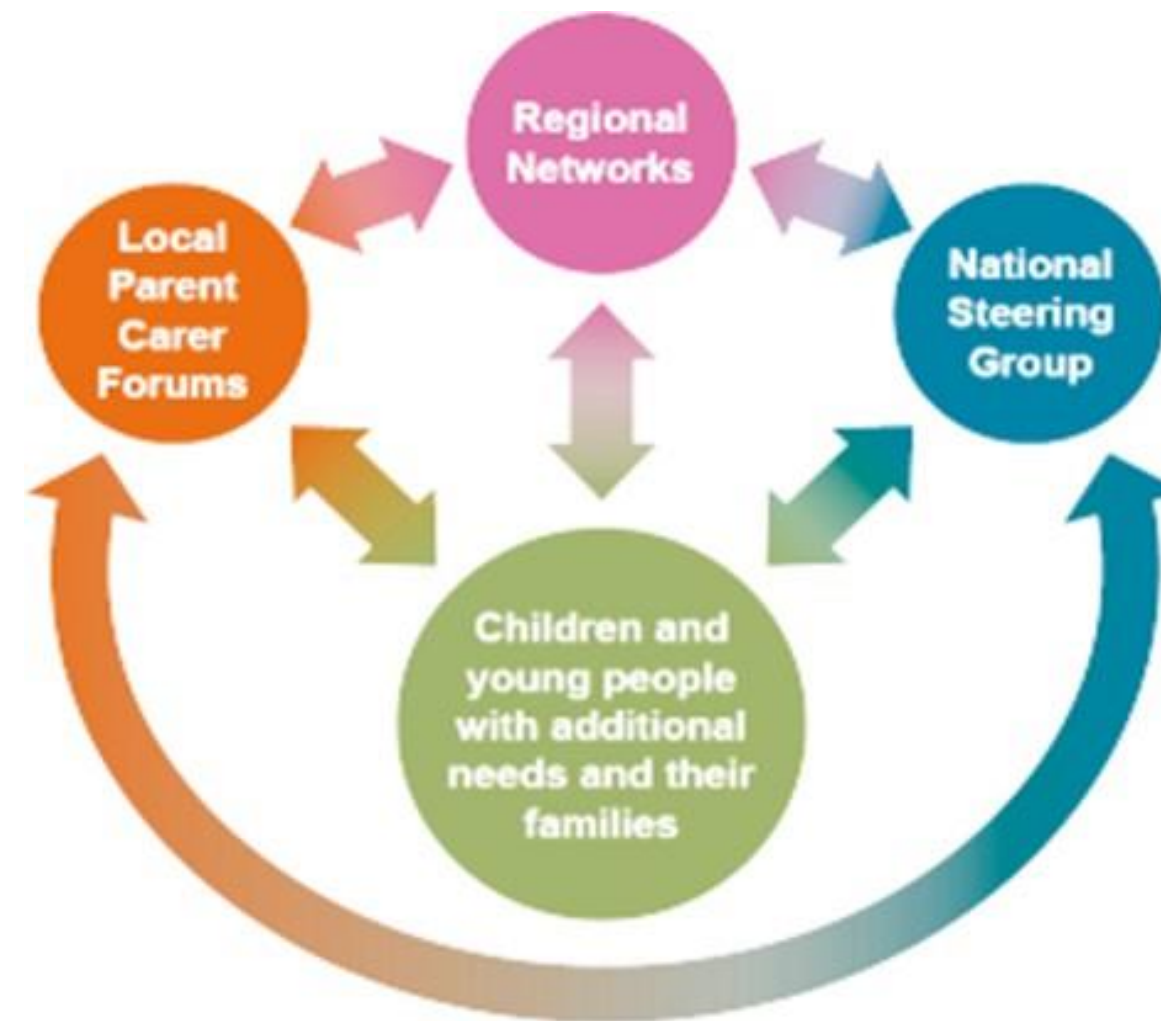 Regional
Networks
Local
Parent
Carer
Forums
National
Steering
Group
Children and
young people
with additional
needs and their
families